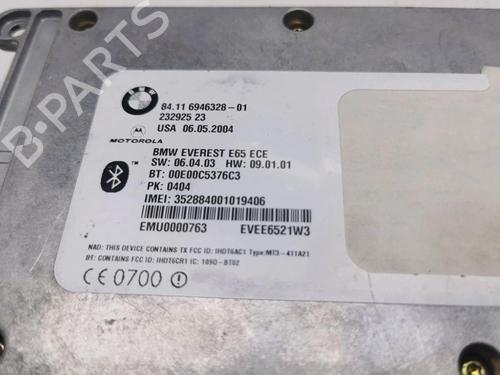 B-PARTS
BMW
84.11 6946328-01
232925 23
USA 06.05.2004
MOTOROLA
BMW EVEREST E65 ECE
SW: 06.04.03 HW: 09.01.01
BT: 00E00C5376C3
PK: 0404
IMEI: 352884001019406
EMU0000763 EVEE6521W3
NAD: THIS DEVICE CONTAINS TX FCC ID: IHDT6AC1 Type:MT3-411A21
BT: CONTAINS FCC ID: IHDT6CR1 IC: 109O-BT02
CE 0700